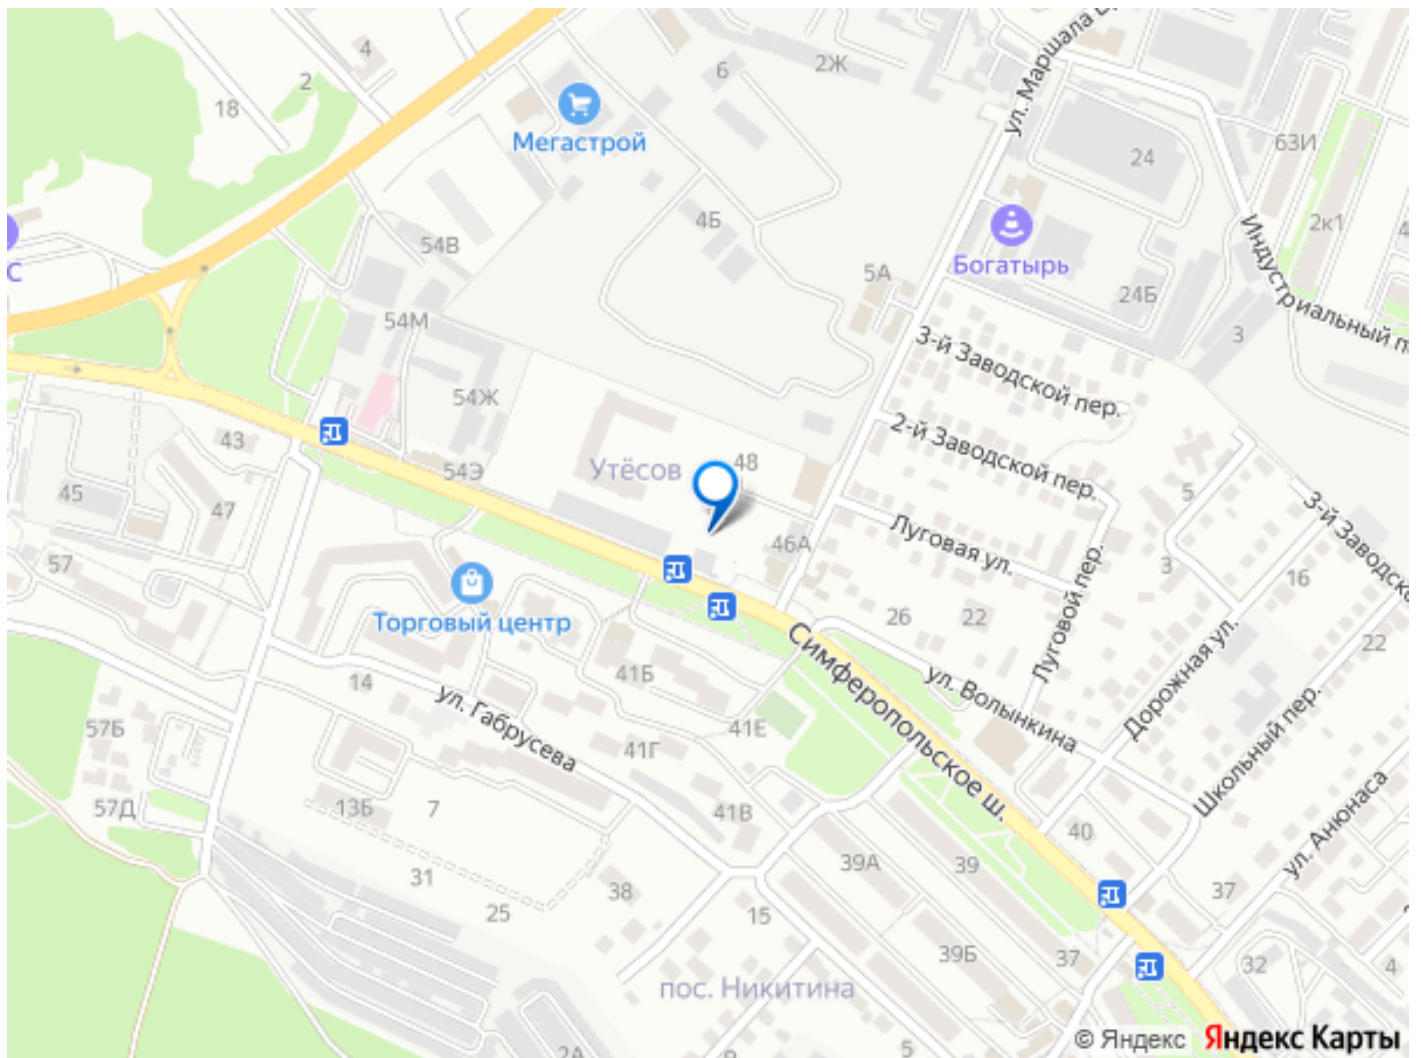 4
2Ж
2
6
18
Мегастрой
ул. Маршала
24
63И
4Б
2к1
54В
Индустриальный
С
Богатырь
5А
24Б
54М
3
3-й Заводской пер.
54Ж
2-й Заводской пер.
43
54Э
Утёсов
48
45
47
5
3-й Заводской
Луговая ул.
46А
57
3
16
Торговый центр
26
22
Луговой пер.
Дорожная ул.
22
14
41Б
ул. Волынкина
Симферопольское ш.
57Б
ул. Габрусева
41Г
41Е
Школьный пер.
57Д
13Б
7
41В
ул. Анюнаса
40
39А
39
31
38
37
25
15
39Б
37
32
4
пос. Никитина
2А
9
5
© Яндекс Яндекс Карты